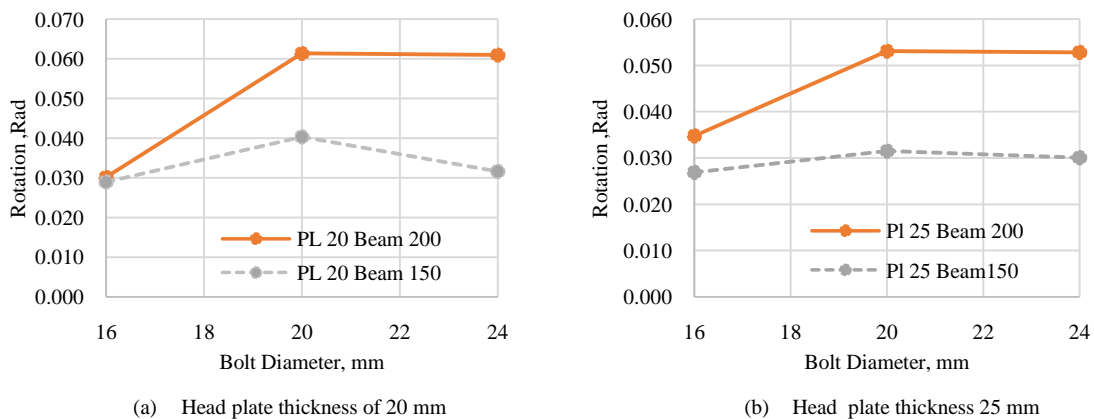 0.070
0.060
0.050
0.040
0.030
0.020
0.010
0.000
Rotation ,Rad
PL 20 Beam 200
PL 20 Beam 150
16 18 20 22 24
Bolt Diameter, mm
(a) Head plate thickness of 20 mm
0.060
0.050
0.040
0.030
0.020
0.010
0.000
Rotation ,Rad
Pl 25 Beam 200
Pl 25 Beam150
16 18 20 22 24
Bolt Diameter, mm
(b) Head plate thickness 25 mm